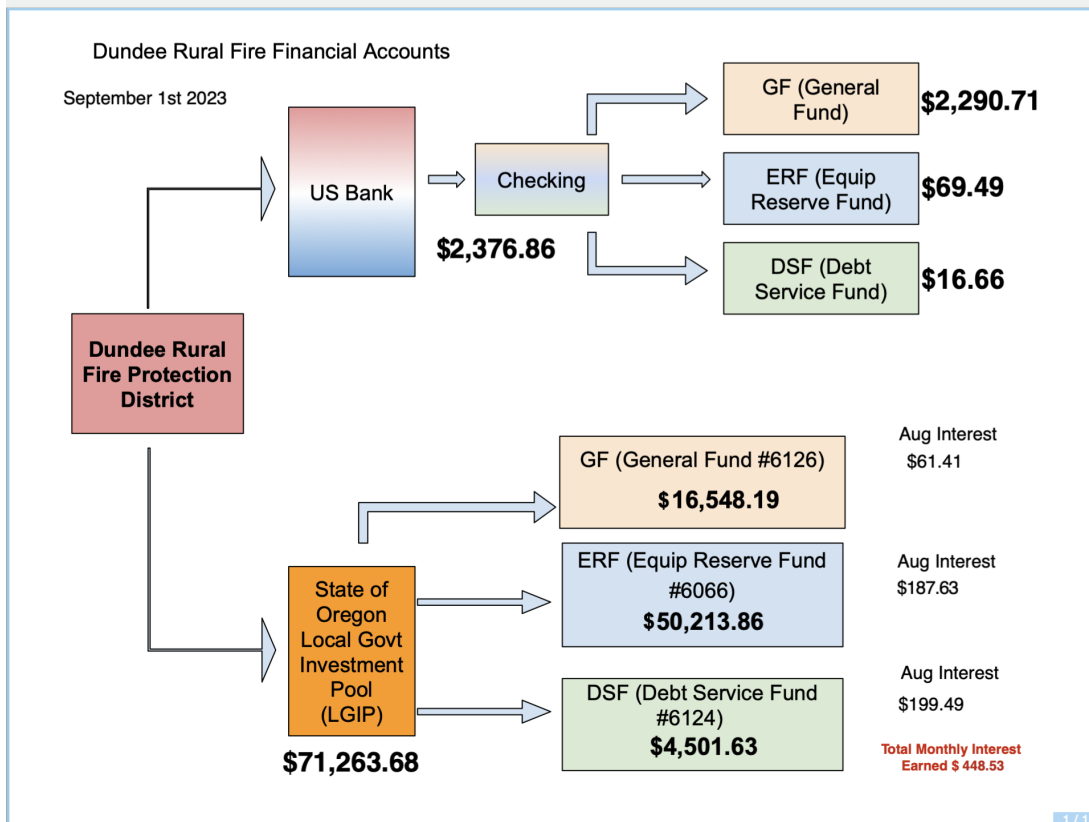 Dundee Rural Fire Financial Accounts
September 1st 2023
US Bank
Checking
$2,376.86
GF (General
Fund)
$2,290.71
ERF (Equip
Reserve Fund)
$69.49
DSF (Debt
Service Fund)
$16.66
Dundee Rural
Fire Protection
District
State of
Oregon
Local Govt
Investment
Pool
(LGIP)
$71,263.68
GF (General Fund #6126)
$16,548.19
Aug Interest
$61.41
ERF (Equip Reserve Fund
#6066)
$50,213.86
Aug Interest
$187.63
DSF (Debt Service Fund
#6124)
$4,501.63
Aug Interest
$199.49
Total Monthly Interest
Earned $ 448.53